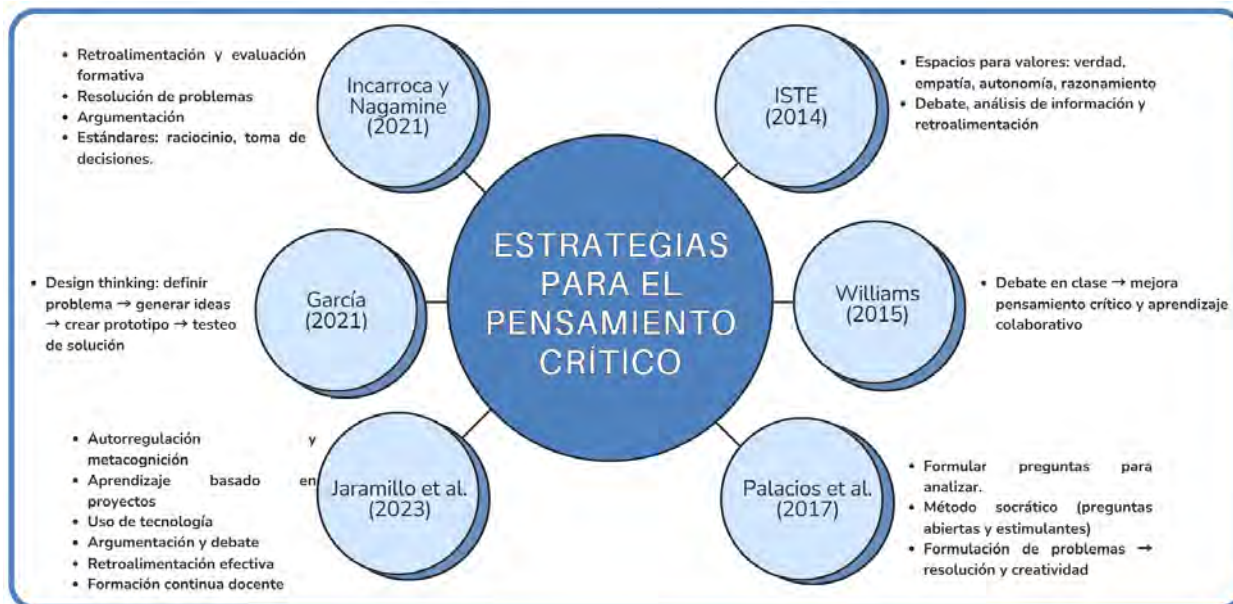 • Retroalimentación y evaluación
formativa
• Resolución de problemas
• Argumentación
• Estándares: raciocinio, toma de
decisiones.
Incarroca y
Nagamine
(2021)
ISTE
(2014)
• Espacios para valores: verdad,
empatía, autonomía, razonamiento
• Debate, análisis de información y
retroalimentación
• Design thinking: definir
problema → generar ideas
→ crear prototipo → testeo
de solución
García
(2021)
ESTRATEGIAS
PARA EL
PENSAMIENTO
CRÍTICO
Williams
(2015)
• Debate en clase → mejora
pensamiento crítico y aprendizaje
colaborativo
• Autorregulación y
metacognición
• Aprendizaje basado en
proyectos
• Uso de tecnología
• Argumentación y debate
• Retroalimentación efectiva
• Formación continua docente
Jaramillo et al.
(2023)
Palacios et al.
(2017)
• Formular preguntas para
analizar.
• Método socrático (preguntas
abiertas y estimulantes)
• Formulación de problemas →
resolución y creatividad